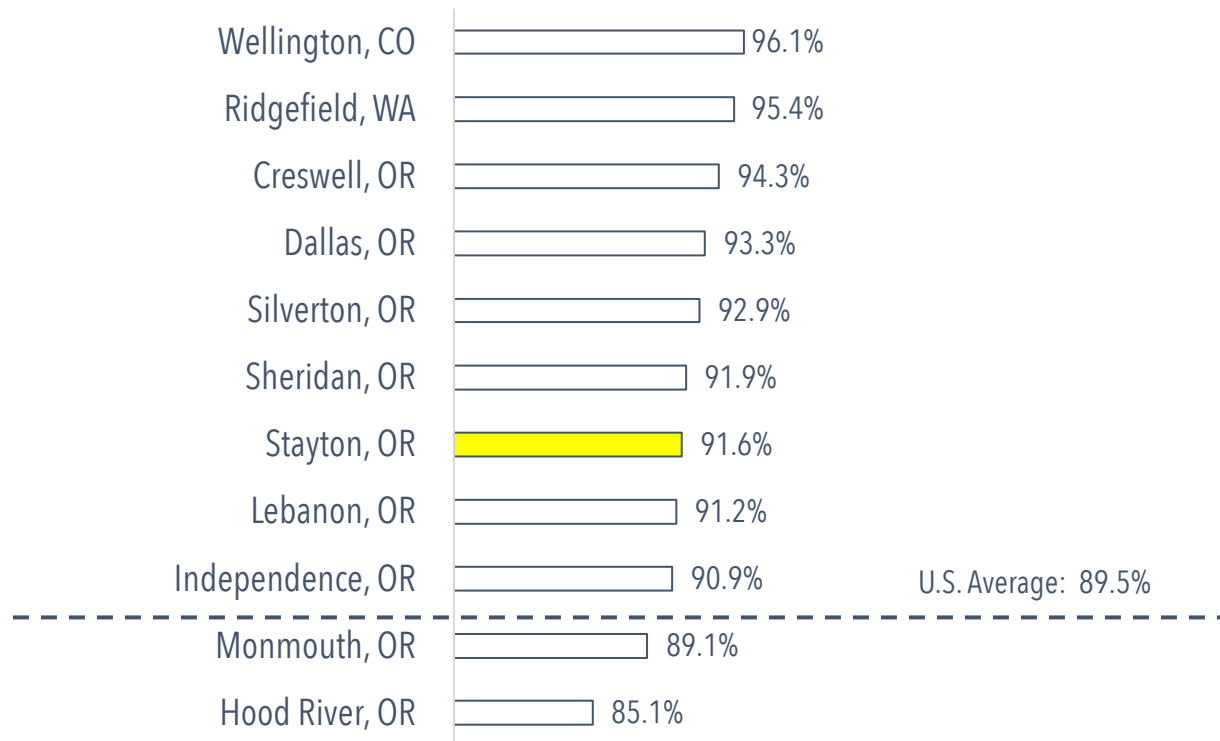 Wellington, CO 96.1%
Ridgefield, WA 95.4%
Creswell, OR 94.3%
Dallas, OR 93.3%
Silverton, OR 92.9%
Sheridan, OR 91.9%
Stayton, OR 91.6%
Lebanon, OR 91.2%
Independence, OR 90.9% U.S. Average: 89.5%
Monmouth, OR 89.1%
Hood River, OR 85.1%